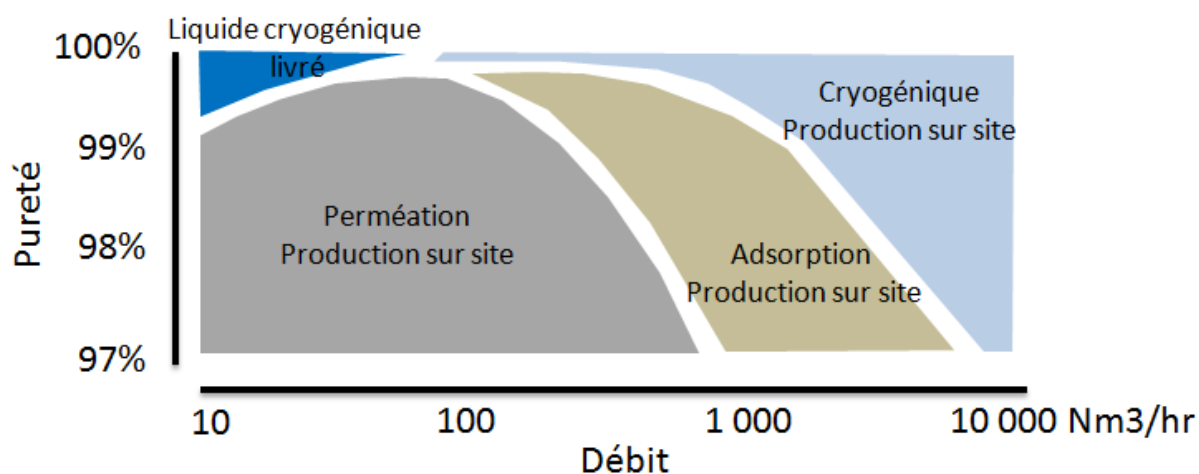 Liquide cryogénique
livré
100%
99%
98%
97%
Pureté
Cryogénique
Production sur site
Perméation
Production sur site
Adsorption
Production sur site
10
100
1 000
10 000 Nm3/hr
Débit